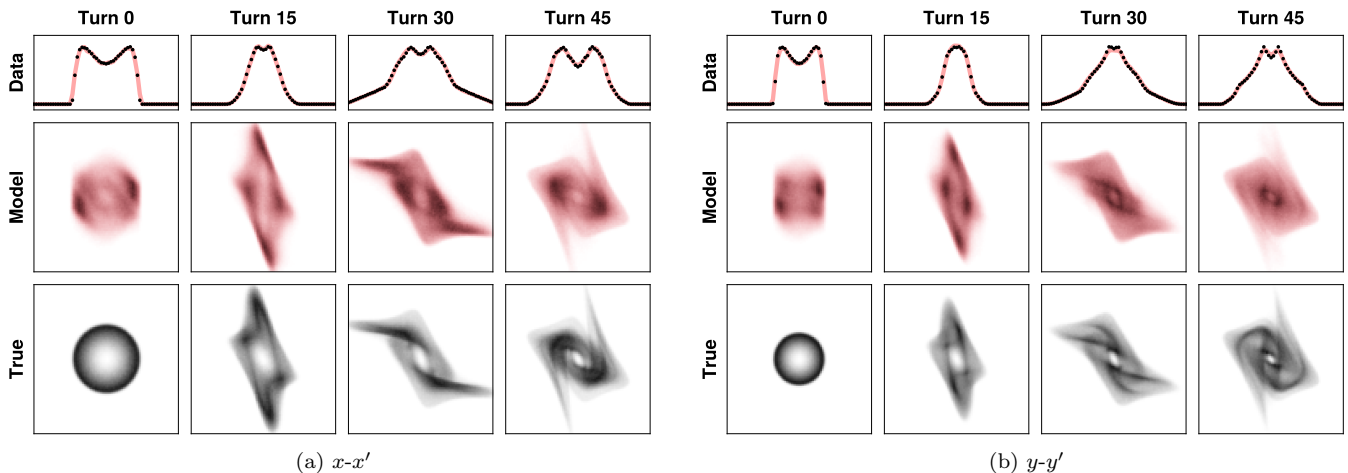 Turn 0 Turn 15 Turn 30 Turn 45 Turn 0 Turn 15 Turn 30 Turn 45
Data Data
Model Model
True True
(a) x-x′ (b) y-y′